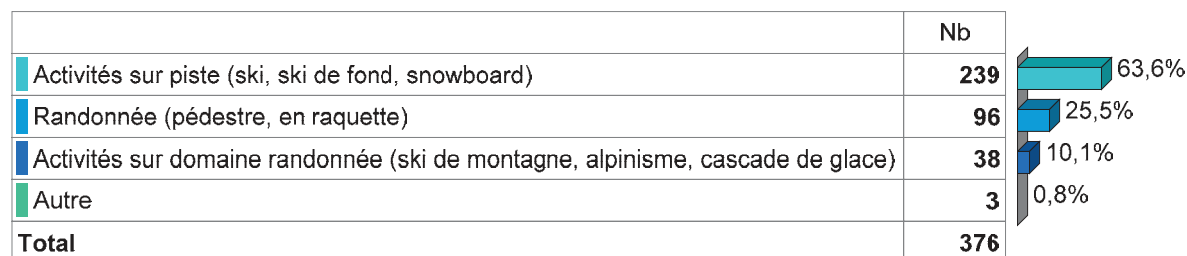 Nb
Activités sur piste (ski, ski de fond, snowboard) 239 63,6%
Randonnée (pédestre, en raquette) 96 25,5%
Activités sur domaine randonnée (ski de montagne, alpinisme, cascade de glace) 38 10,1%
Autre 3 0,8%
Total 376